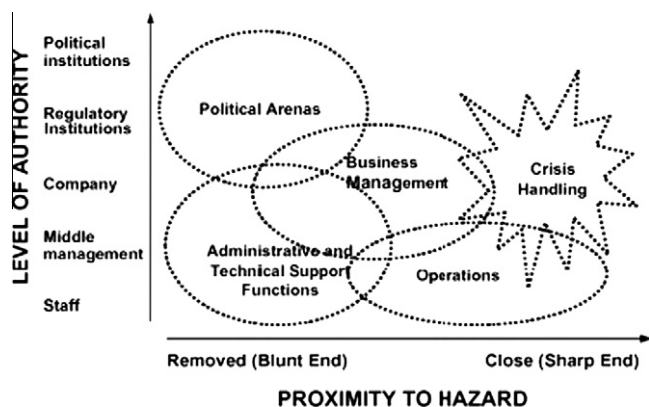 LEVEL OF AUTHORITY
Political
institutions
Regulatory
Institutions
Company
Middle
management
Staff
Political Arenas
Business
Management
Crisis
Handling
Administrative and
Technical Support
Functions
Operations
Removed (Blunt End)
Close (Sharp End)
PROXIMITY TO HAZARD